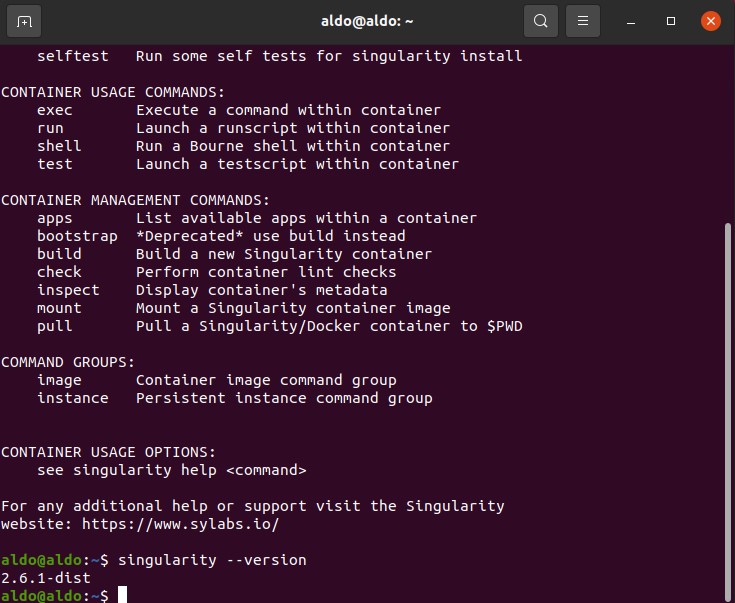 aldo@aldo: ~
selftest Run some self tests for singularity install
CONTAINER USAGE COMMANDS:
exec Execute a command within container
run Launch a runscript within container
shell Run a Bourne shell within container
test Launch a testscript within container
CONTAINER MANAGEMENT COMMANDS:
apps List available apps within a container
bootstrap *Deprecated* use build instead
build Build a new Singularity container
check Perform container lint checks
inspect Display container's metadata
mount Mount a Singularity container image
pull Pull a Singularity/Docker container to $PWD
COMMAND GROUPS:
image Container image command group
instance Persistent instance command group
CONTAINER USAGE OPTIONS:
see singularity help <command>
For any additional help or support visit the Singularity
website: https://www.sylabs.io/
aldo@aldo:~$ singularity --version
2.6.1-dist
aldo@aldo:~$